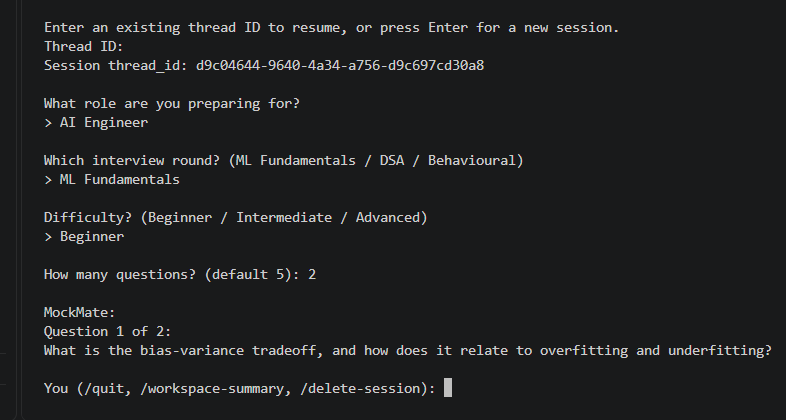 Enter an existing thread ID to resume, or press Enter for a new session.
Thread ID:
Session thread_id: d9c04644-9640-4a34-a756-d9c697cd30a8
What role are you preparing for?
> AI Engineer
Which interview round? (ML Fundamentals / DSA / Behavioural)
> ML Fundamentals
Difficulty? (Beginner / Intermediate / Advanced)
> Beginner
How many questions? (default 5): 2
MockMate:
Question 1 of 2:
What is the bias-variance tradeoff, and how does it relate to overfitting and underfitting?
You (/quit, /workspace-summary, /delete-session):